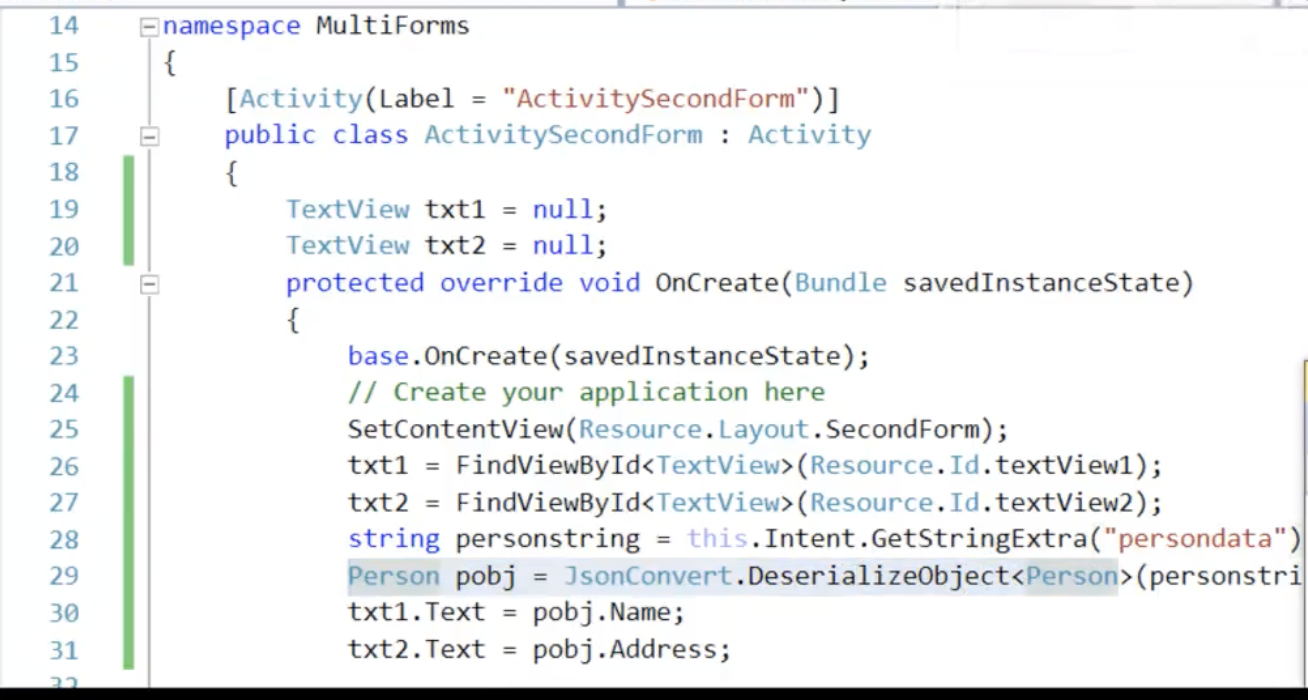 14 namespace MultiForms
15 {
16 [Activity(Label = "ActivitySecondForm")]
17 public class ActivitySecondForm : Activity
18 {
19 TextView txt1 = null;
20 TextView txt2 = null;
21 protected override void OnCreate(Bundle savedInstanceState)
22 {
23 base.OnCreate(savedInstanceState);
24 // Create your application here
25 SetContentView(Resource.Layout.SecondForm);
26 txt1 = FindViewById<TextView>(Resource.Id.textView1);
27 txt2 = FindViewById<TextView>(Resource.Id.textView2);
28 string personstring = this.Intent.GetStringExtra("persondata")
29 Person pobj = JsonConvert.DeserializeObject<Person>(personstri
30 txt1.Text = pobj.Name;
31 txt2.Text = pobj.Address;
32